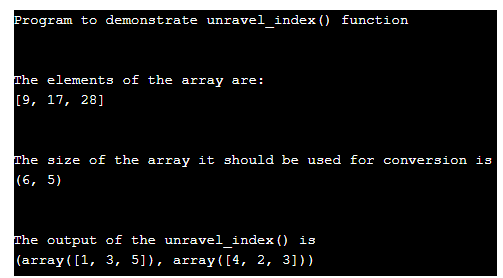 Program to demonstrate unravel_index() function
The elements of the array are:
[9, 17, 28]
The size of the array it should be used for conversion is
(6, 5)
The output of the unravel_index() is
(array([1, 3, 5]), array([4, 2, 3]))